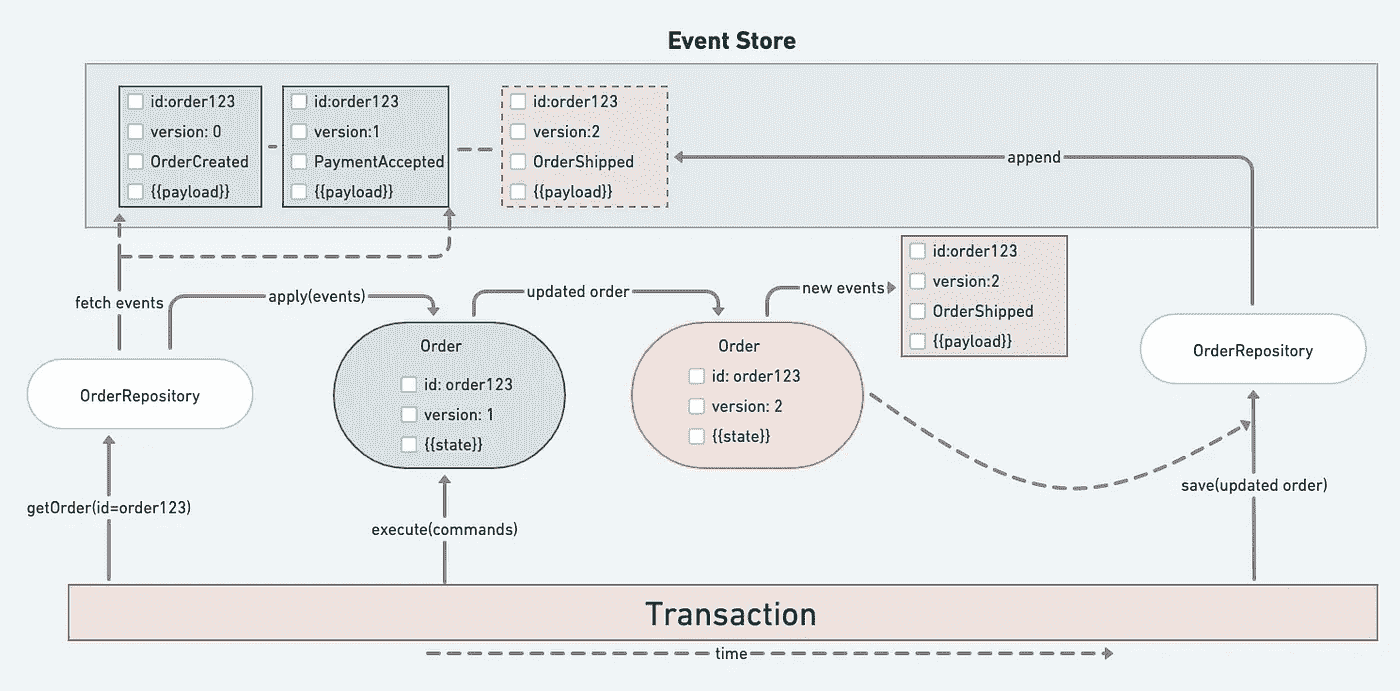 Event Store
id:order123
version: 0
OrderCreated
{{payload}}
id:order123
version:1
PaymentAccepted
{{payload}}
id:order123
version:2
OrderShipped
{{payload}}
append
fetch events
apply(events)
updated order
new events
id:order123
version:2
OrderShipped
{{payload}}
OrderRepository
Order
id: order123
version: 1
{{state}}
Order
id: order123
version: 2
{{state}}
OrderRepository
getOrder(id=order123)
execute(commands)
save(updated order)
Transaction
time